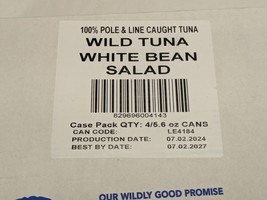 100% POLE & LINE CAUGHT TUNA
WILD TUNA
WHITE BEAN
SALAD
829696004143
Case Pack QTY: 4/5.6 oz CANS
CAN CODE: LE4184
PRODUCTION DATE: 07.02.2024
BEST BY DATE: 07.02.2027
OUR WILDLY GOOD PROMISE